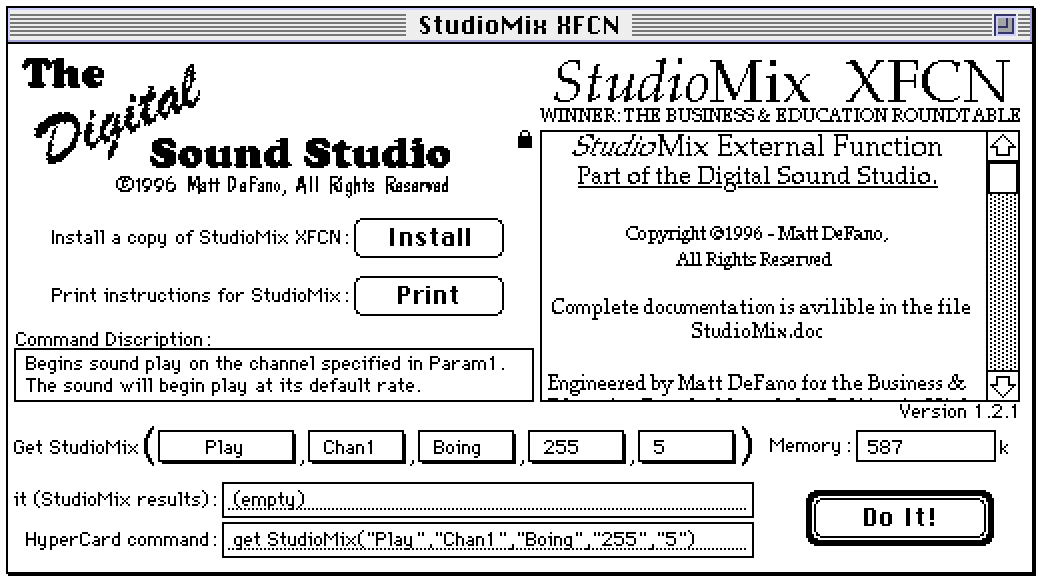 StudioMix XFCN
The
Digital
Sound Studio
©1996 Matt DeFano, All Rights Reserved
Install a copy of StudioMix XFCN:
Install
Print instructions for StudioMix:
Print
Command Discription:
Begins sound play on the channel specified in Param1.
The sound will begin play at its default rate.
StudioMix XFCN
WINNER: THE BUSINESS & EDUCATION ROUNDTABLE
StudioMix External Function
Part of the Digital Sound Studio.
Copyright ©1996 - Matt DeFano,
All Rights Reserved
Complete documentation is avilible in the file
StudioMix.doc
Engineered by Matt DeFano for the Business &
Version 1.2.1
Get StudioMix ( Play , Chan1 , Boing , 255 , 5 ) Memory: 587 k
it (StudioMix results): (empty)
HyperCard command: get StudioMix("Play","Chan1","Boing","255","5")
Do It!